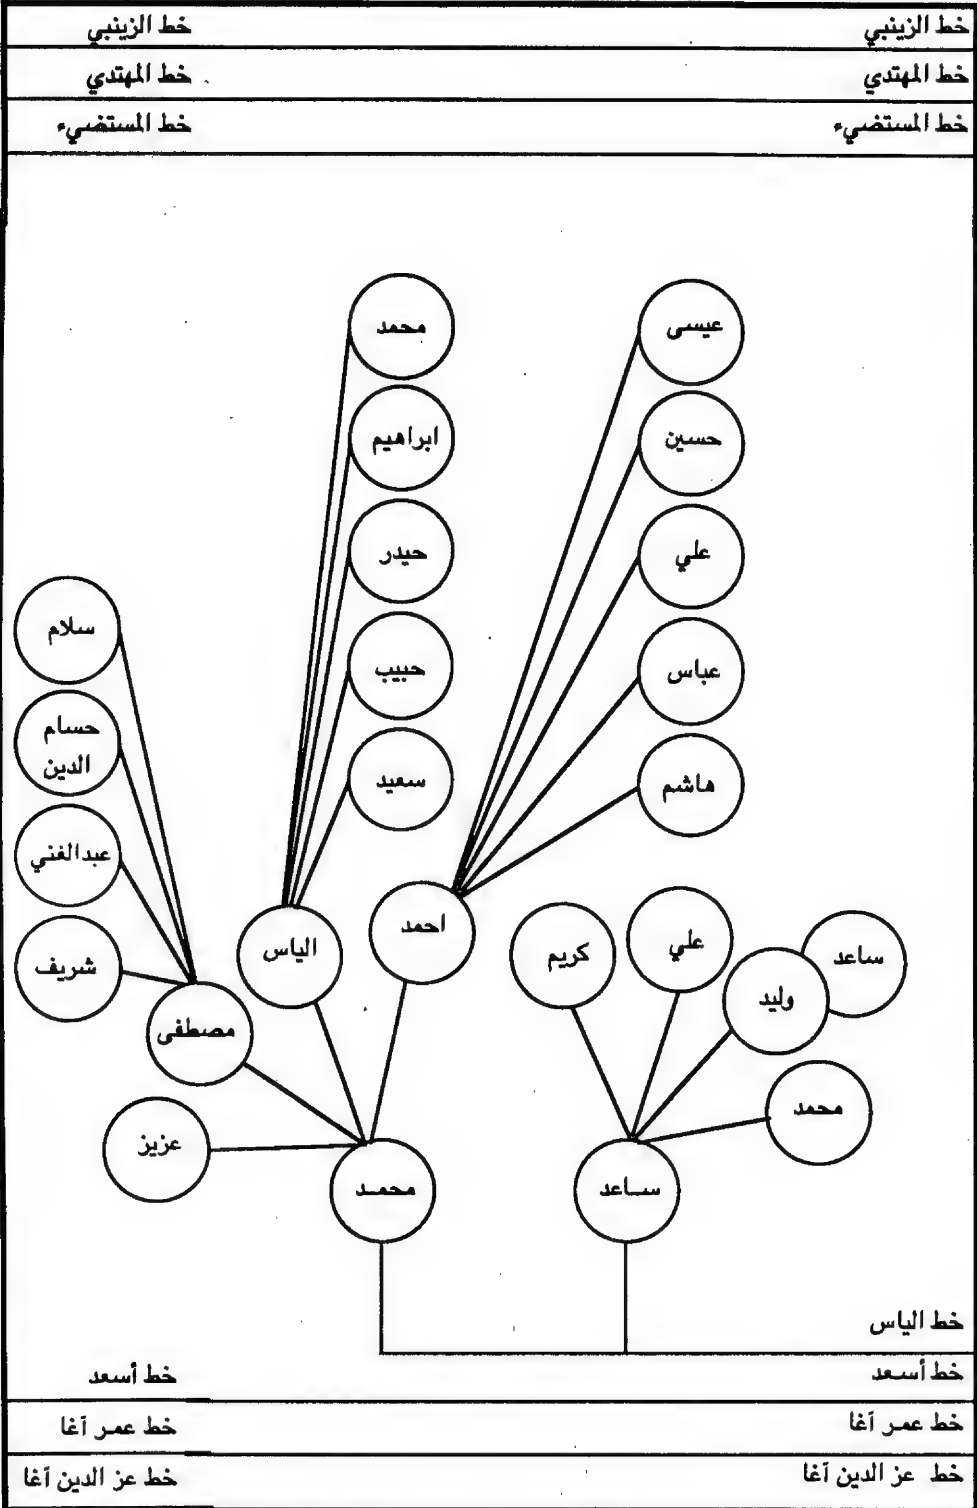 خط الزينبي
خط الزينبي
خط المهتدي
خط المهتدي
خط المستضيء
خط المستضيء
عيسى
حسين
علي
عباس
هاشم
محمد
ابراهيم
حيدر
حبيب
سعيد
سلام
حسام
الدين
عبدالغني
شريف
ساعد
وليد
علي
كريم
احمد
الياس
مصطفى
محمد
عزيز
ساعد
محمد
خط الياس
خط أسعد
خط أسعد
خط عمر آغا
خط عمر آغا
خط عز الدين آغا
خط عز الدين آغا